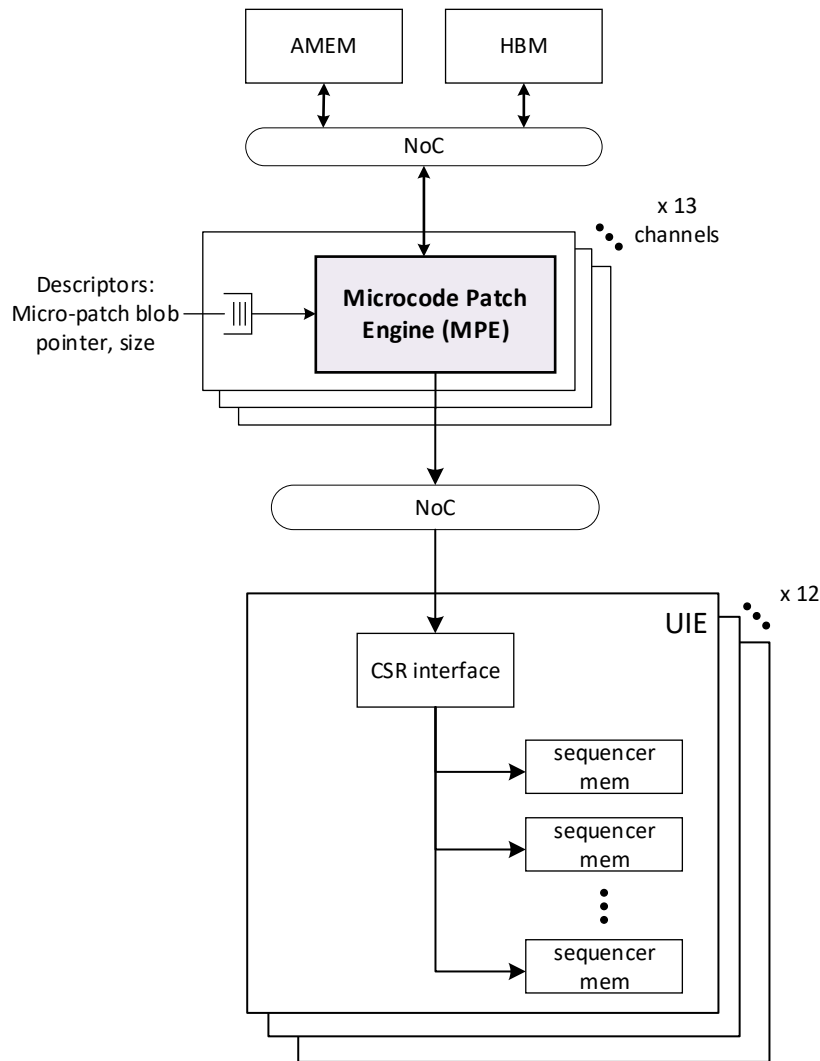 AMEM
HBM
NoC
x 13
channels
Descriptors:
Micro-patch blob
pointer, size
Microcode Patch
Engine (MPE)
NoC
x 12
UIE
CSR interface
sequencer
mem
sequencer
mem
sequencer
mem